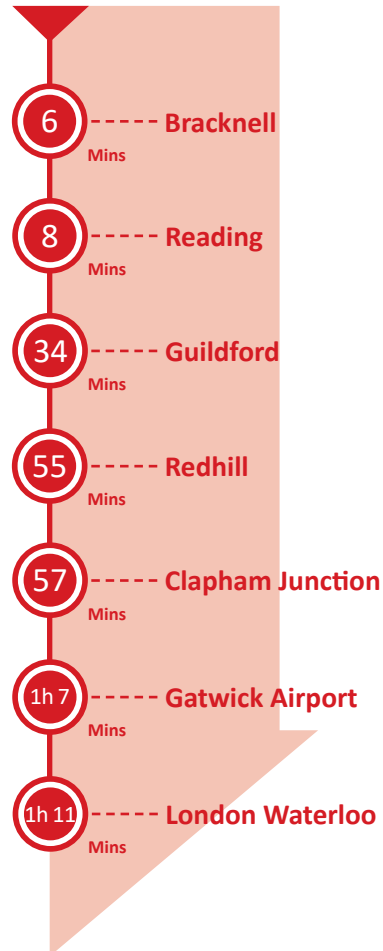 6 Bracknell
Mins
8 Reading
Mins
34 Guildford
Mins
55 Redhill
Mins
57 Clapham Junction
Mins
1h 7 Gatwick Airport
Mins
1h 11 London Waterloo
Mins